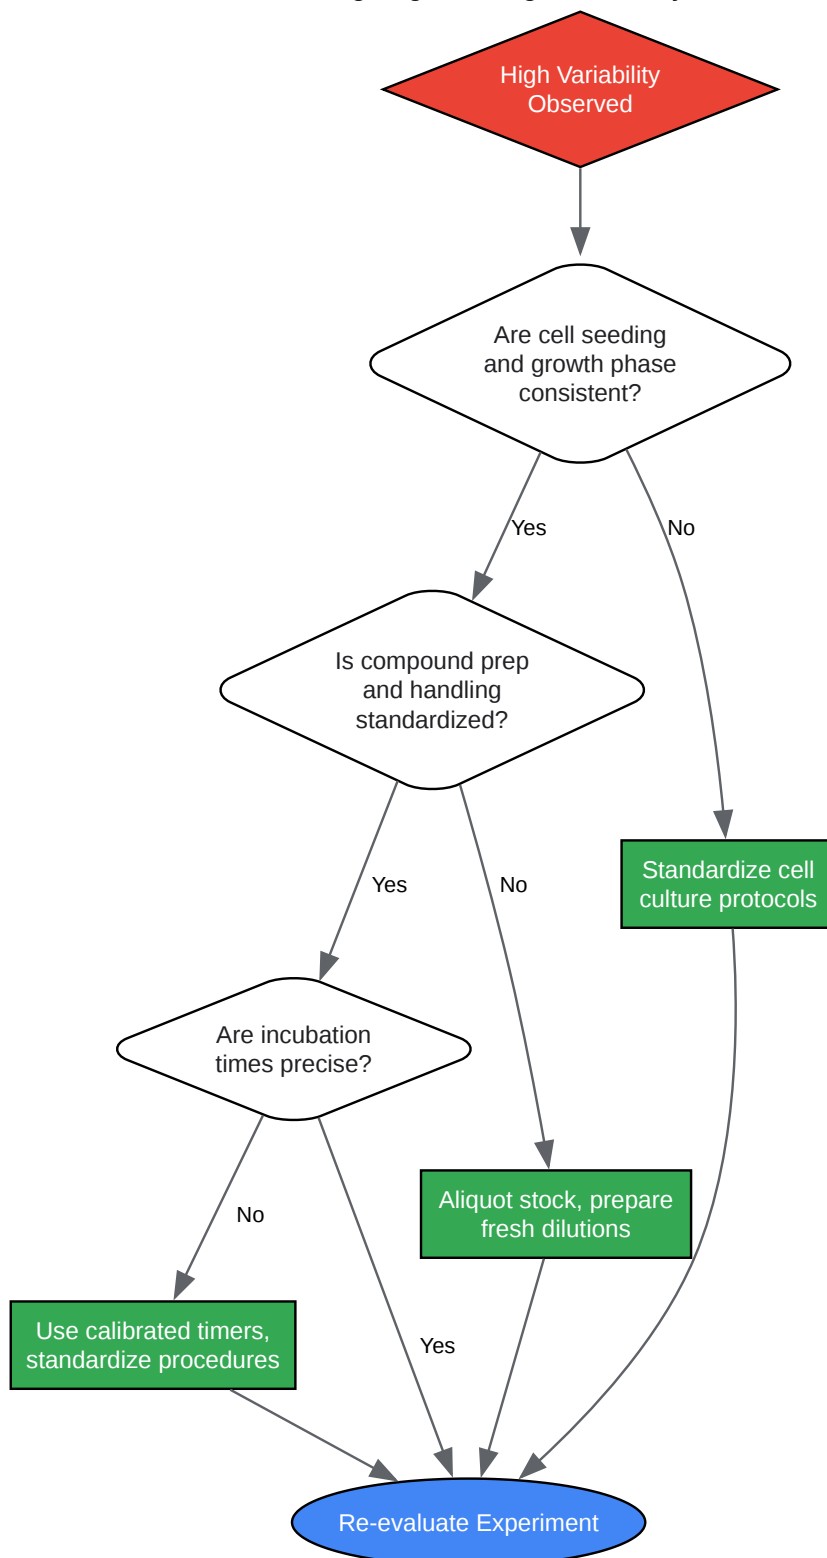 High Variability
Observed
Are cell seeding
and growth phase
consistent?
Yes
No
Is compound prep
and handling
standardized?
Yes
No
Standardize cell
culture protocols
Are incubation
times precise?
No
Aliquot stock, prepare
fresh dilutions
Yes
Use calibrated timers,
standardize procedures
Re-evaluate Experiment